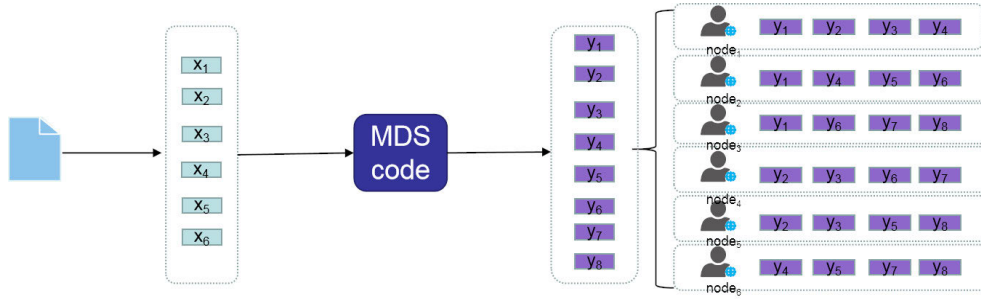 x1
x2
x3
x4
x5
x6
MDS
code
y1
y2
y3
y4
y5
y6
y7
y8
y1 y2 y3 y4
node1
y1 y4 y5 y6
node2
y1 y6 y7 y8
node3
y2 y3 y6 y7
node4
y2 y3 y5 y8
node5
y4 y5 y7 y8
node6